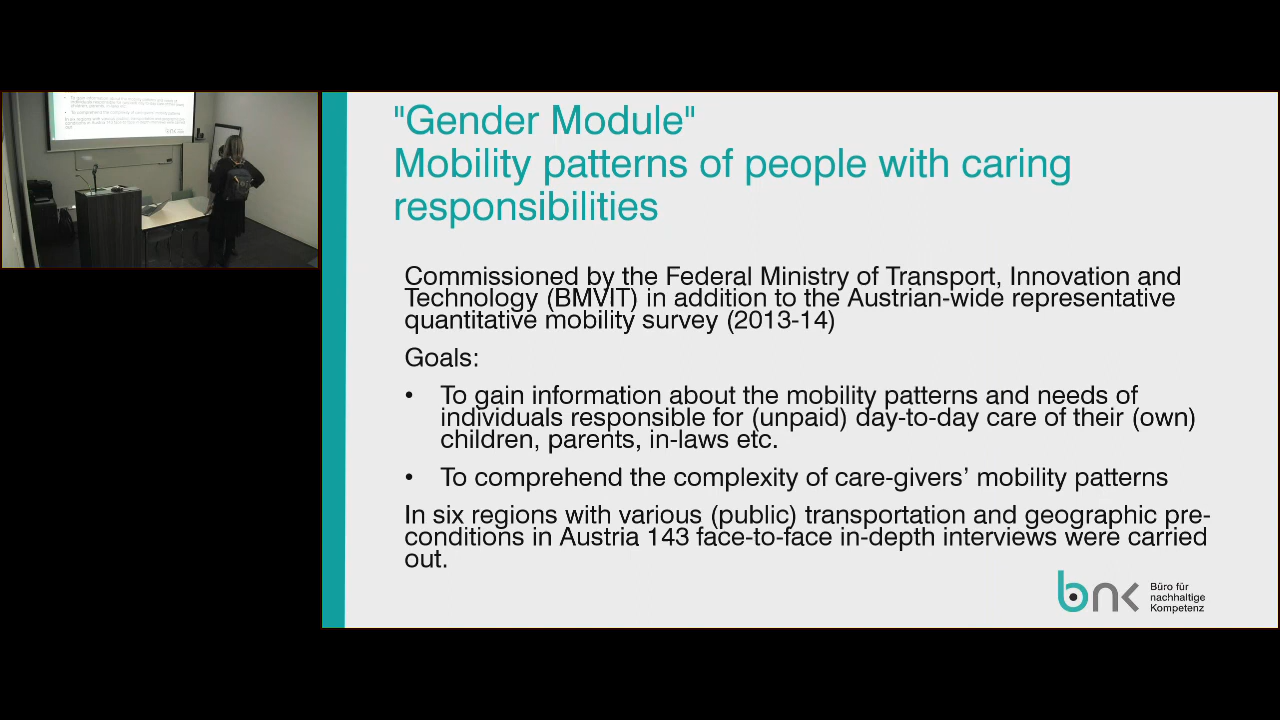 "Gender Module"
Mobility patterns of people with caring
responsibilities
Commissioned by the Federal Ministry of Transport, Innovation and
Technology (BMVIT) in addition to the Austrian-wide representative
quantitative mobility survey (2013-14)
Goals:
• To gain information about the mobility patterns and needs of
individuals responsible for (unpaid) day-to-day care of their (own)
children, parents, in-laws etc.
• To comprehend the complexity of care-givers’ mobility patterns
In six regions with various (public) transportation and geographic pre-
conditions in Austria 143 face-to-face in-depth interviews were carried
out.
bnk
Büro für
nachhaltige
Kompetenz